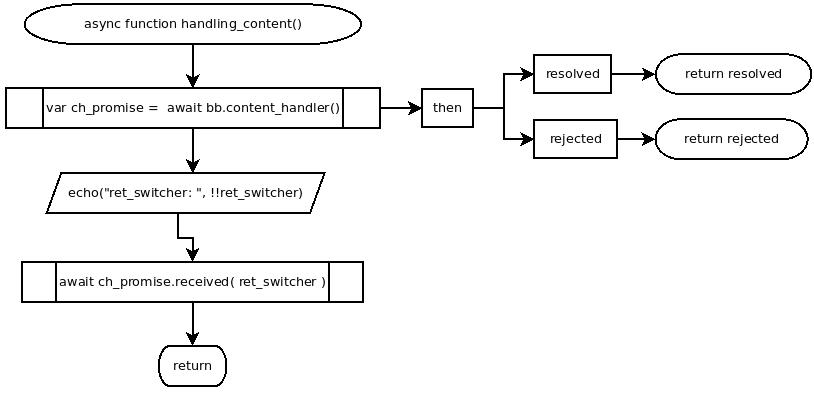 async function handling_content()
var ch_promise =  await bb.content_handler()
then
resolved
return resolved
rejected
return rejected
echo("ret_switcher: ", !!ret_switcher)
await ch_promise.received( ret_switcher )
return